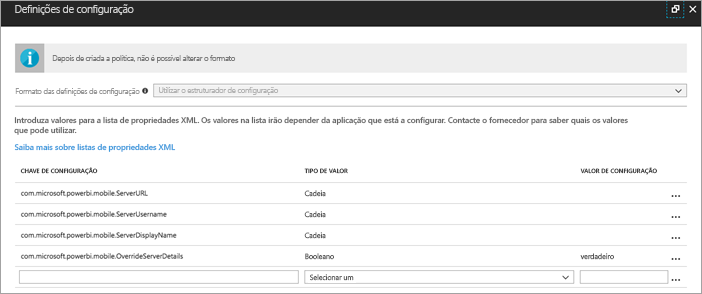 Definições de configuração
Depois de criada a política, não é possível alterar o formato
Formato das definições de configuração
Utilizar o estruturador de configuração
Introduza valores para a lista de propriedades XML. Os valores na lista irão depender da aplicação que está a configurar. Contacte o fornecedor para saber quais os valores
que pode utilizar.
Saiba mais sobre listas de propriedades XML
CHAVE DE CONFIGURAÇÃO TIPO DE VALOR VALOR DE CONFIGURAÇÃO
com.microsoft.powerbi.mobile.ServerURL Cadeia ...
com.microsoft.powerbi.mobile.ServerUsername Cadeia ...
com.microsoft.powerbi.mobile.ServerDisplayName Cadeia ...
com.microsoft.powerbi.mobile.OverrideServerDetails Booleano verdadeiro ...
Selecionar um ...